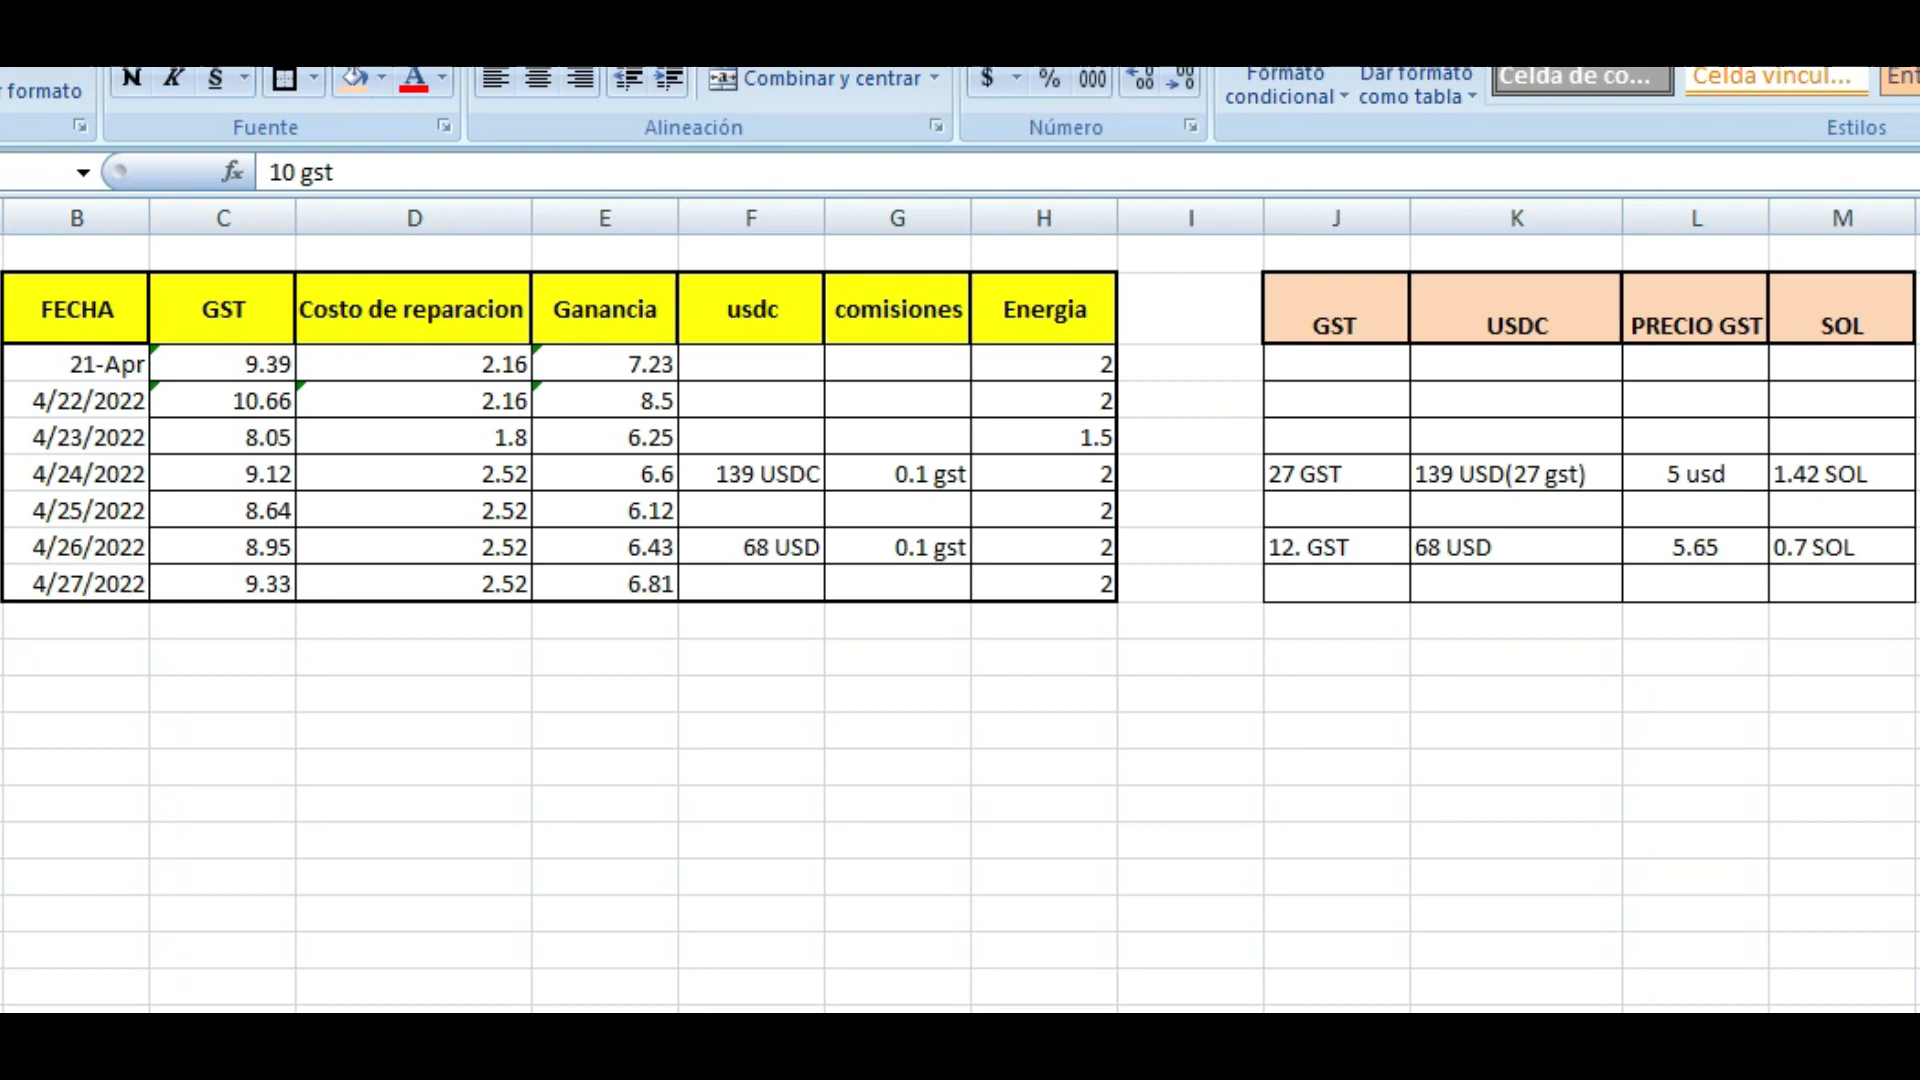 formato
N K S A Combinar y centrar $ % 000 Formato condicional Dar formato como tabla Celda de co... Celda vincul... Ent
Fuente Alineación Número Estilos
fx 10 gst
B C D E F G H I J K L M
FECHA GST Costo de reparacion Ganancia usdc comisiones Energia GST USDC PRECIO GST SOL
21-Apr 9.39 2.16 7.23 2
4/22/2022 10.66 2.16 8.5 2
4/23/2022 8.05 1.8 6.25 1.5
4/24/2022 9.12 2.52 6.6 139 USDC 0.1 gst 2 27 GST 139 USD(27 gst) 5 usd 1.42 SOL
4/25/2022 8.64 2.52 6.12 2
4/26/2022 8.95 2.52 6.43 68 USD 0.1 gst 2 12. GST 68 USD 5.65 0.7 SOL
4/27/2022 9.33 2.52 6.81 2